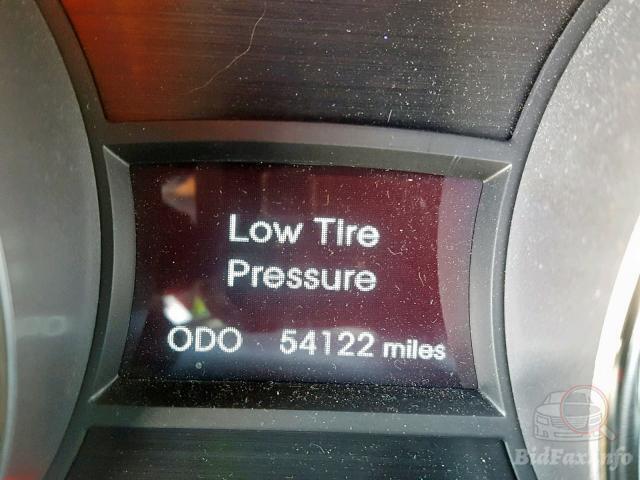 Low Tire
Pressure
ODO 54122 miles
BidFax.info